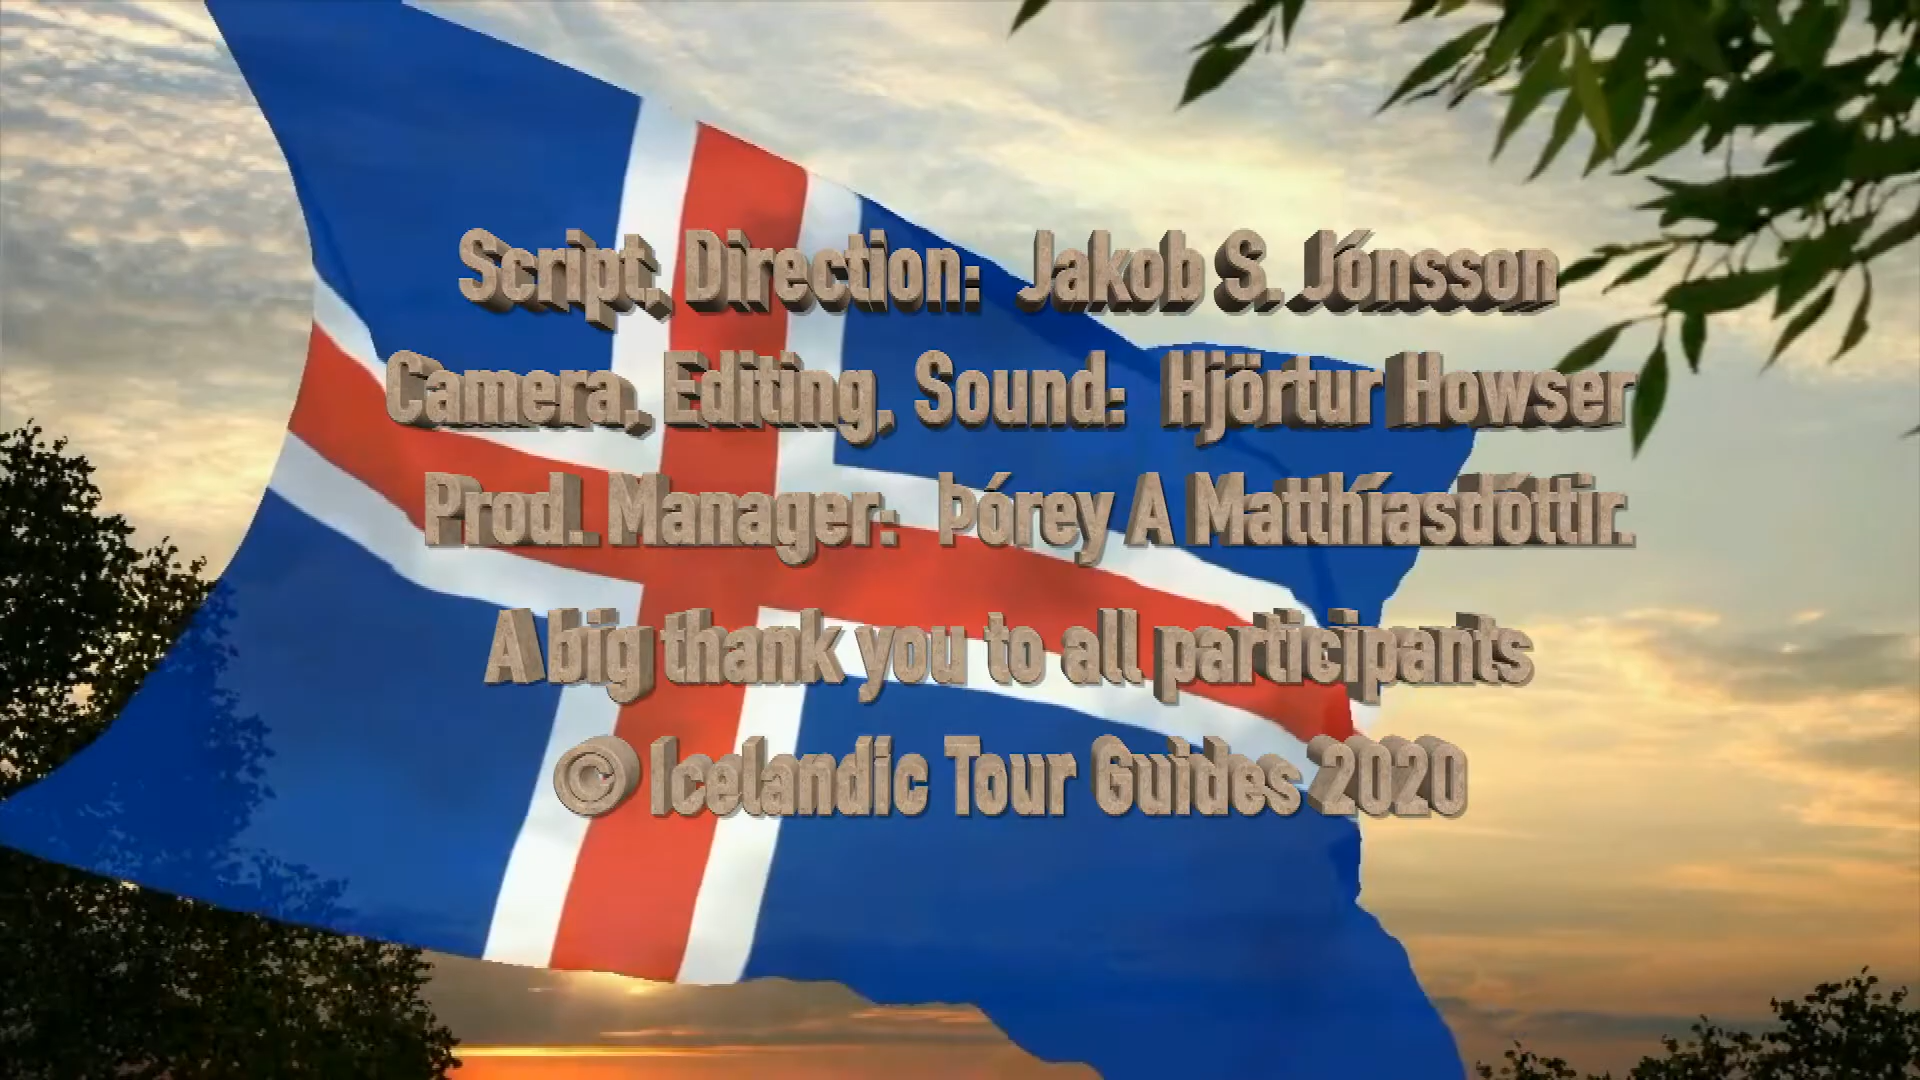 Script, Direction: Jakob S. Jónsson
Camera, Editing, Sound: Hjörtur Howser
Prod. Manager: Þórey A Matthíasdóttir.
A big thank you to all participants
© Icelandic Tour Guides 2020